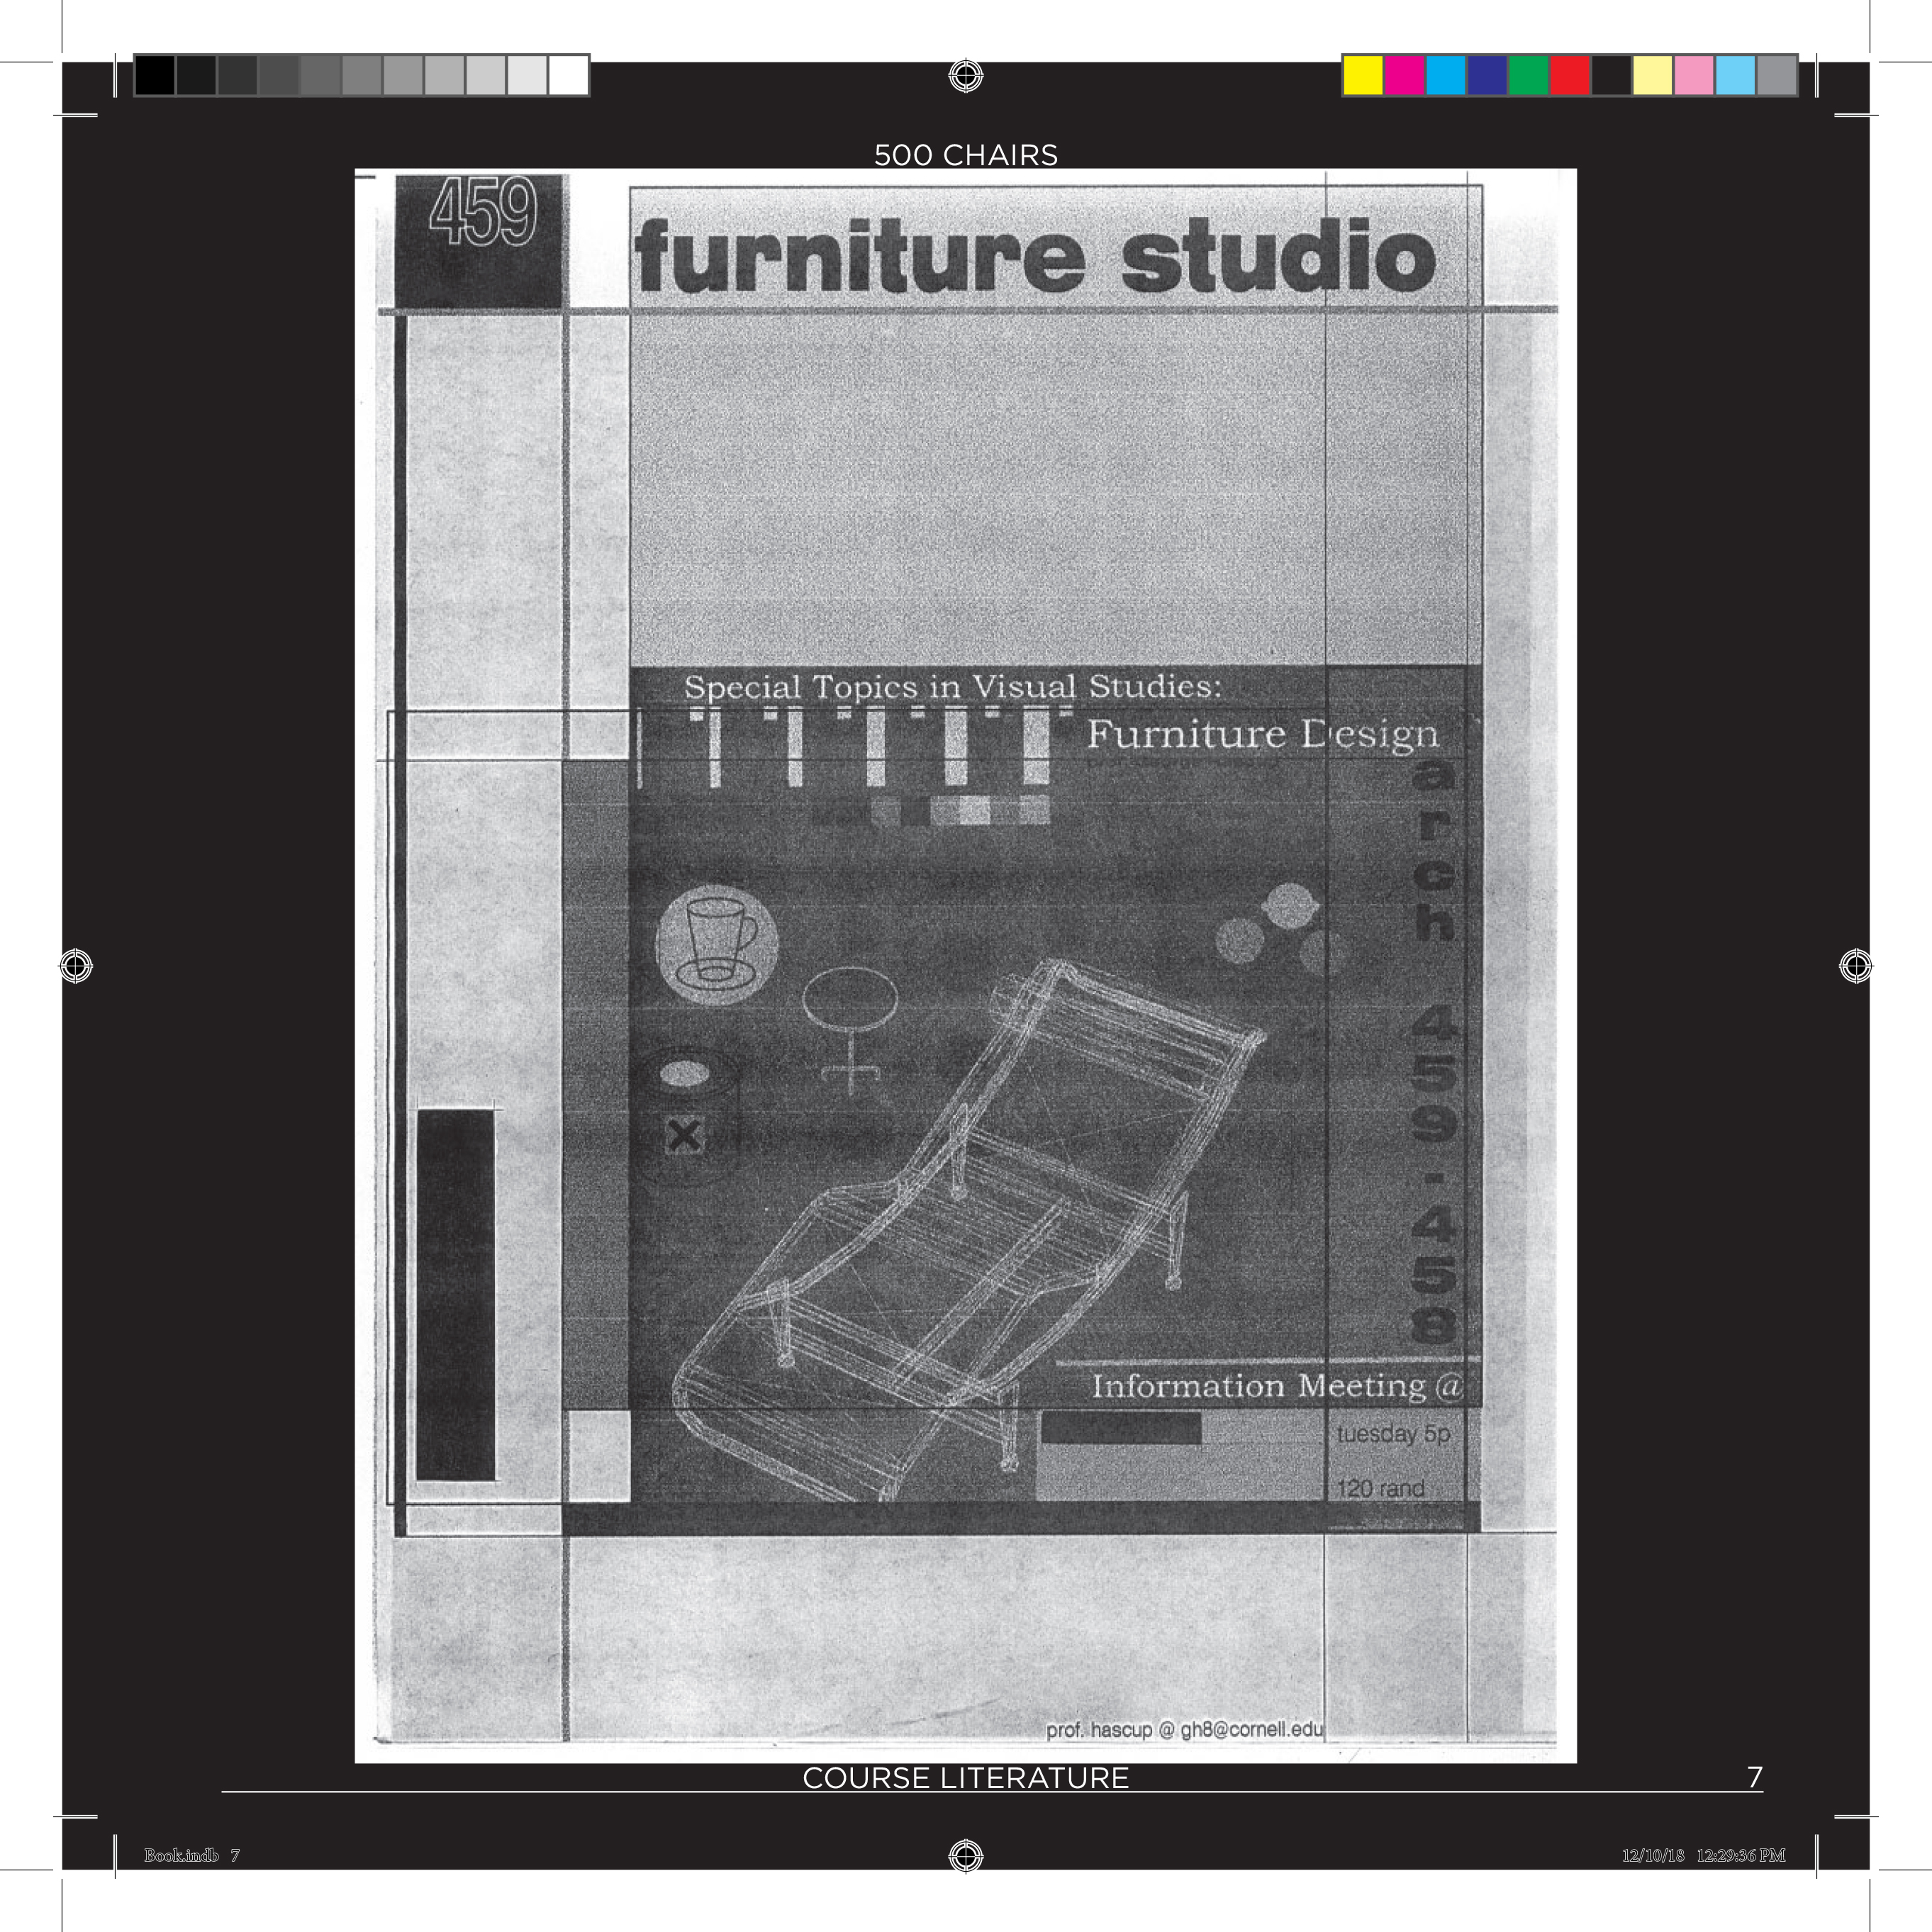 500 CHAIRS
459
furniture studio
Special Topics in Visual Studies:
Furniture Design
arch 459-458
Information Meeting @
tuesday 5p
120 rand
prof. hascup @ gh8@cornell.edu
COURSE LITERATURE
7
Book.indb 7
12/10/18 12:29:36 PM